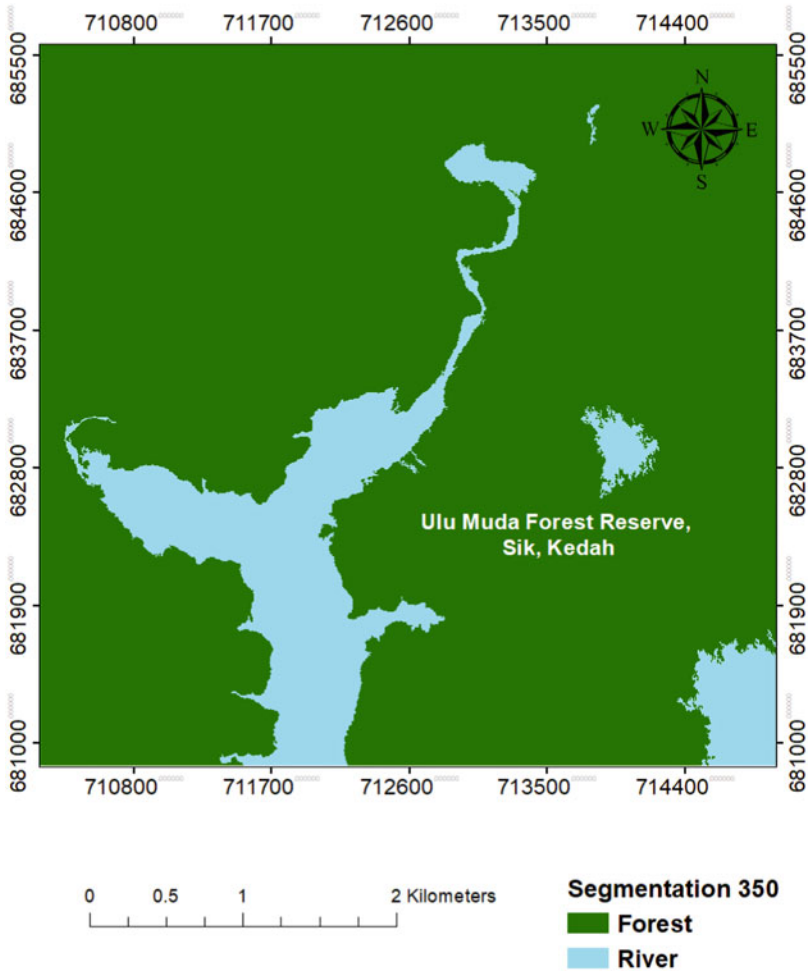 710800 711700 712600 713500 714400
685500 685500
N
W E
S
684600 684600
683700 683700
682800 682800
Ulu Muda Forest Reserve,
Sik, Kedah
681900 681900
681000 681000
710800 711700 712600 713500 714400
0 0.5 1 2 Kilometers
Segmentation 350
Forest
River